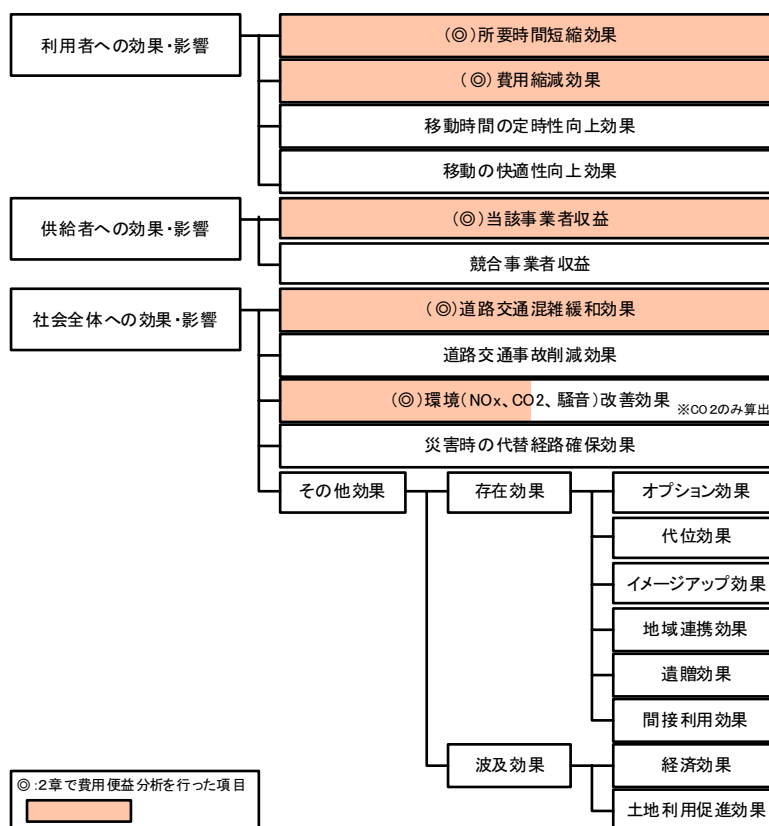 利用者への効果・影響
（◎）所要時間短縮効果
（◎）費用縮減効果
移動時間の定時性向上効果
移動の快適性向上効果
供給者への効果・影響
（◎）当該事業者収益
競合事業者収益
社会全体への効果・影響
（◎）道路交通混雑緩和効果
道路交通事故削減効果
（◎）環境（NOx、CO2、騒音）改善効果 ※CO2のみ算出
災害時の代替経路確保効果
その他効果
存在効果
オプション効果
代位効果
イメージアップ効果
地域連携効果
遺贈効果
間接利用効果
波及効果
経済効果
土地利用促進効果
◎：2章で費用便益分析を行った項目